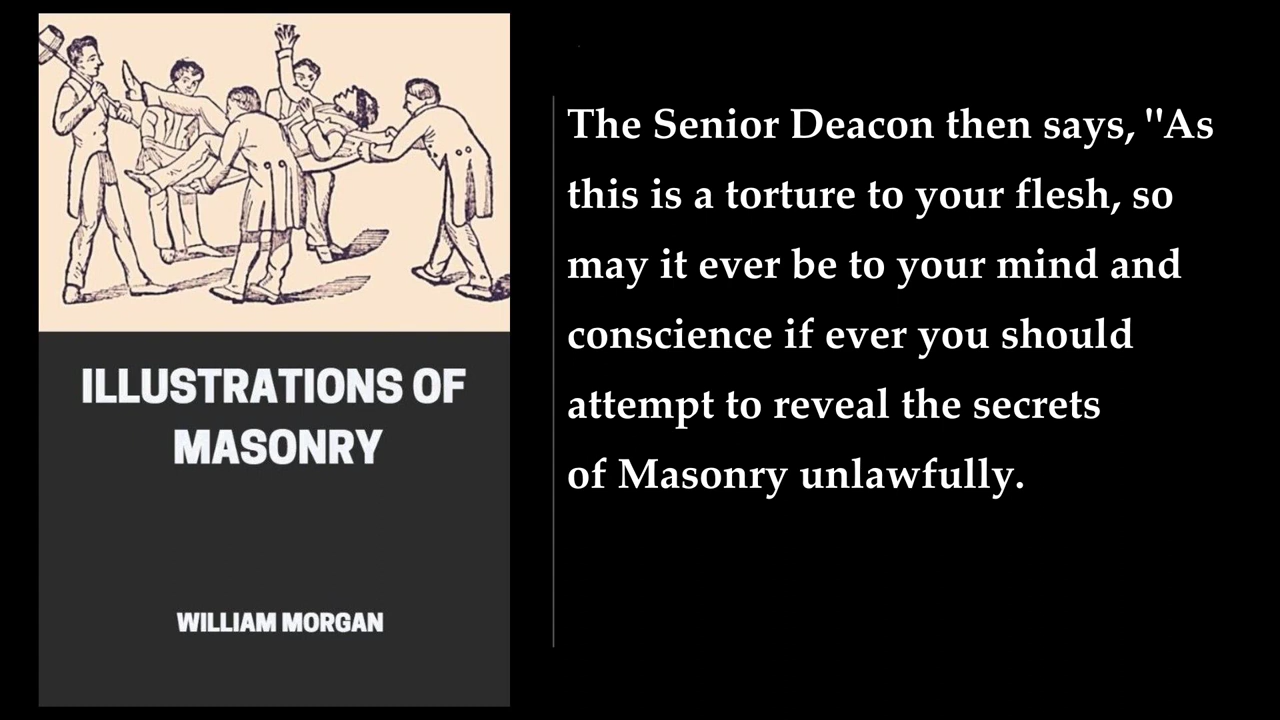 ILLUSTRATIONS OF
MASONRY
WILLIAM MORGAN
The Senior Deacon then says, "As
this is a torture to your flesh, so
may it ever be to your mind and
conscience if ever you should
attempt to reveal the secrets
of Masonry unlawfully.